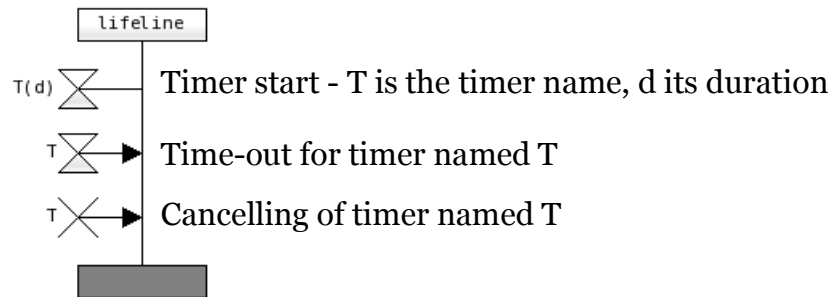 lifeline
T(d) Timer start - T is the timer name, d its duration
T Time-out for timer named T
T Cancelling of timer named T